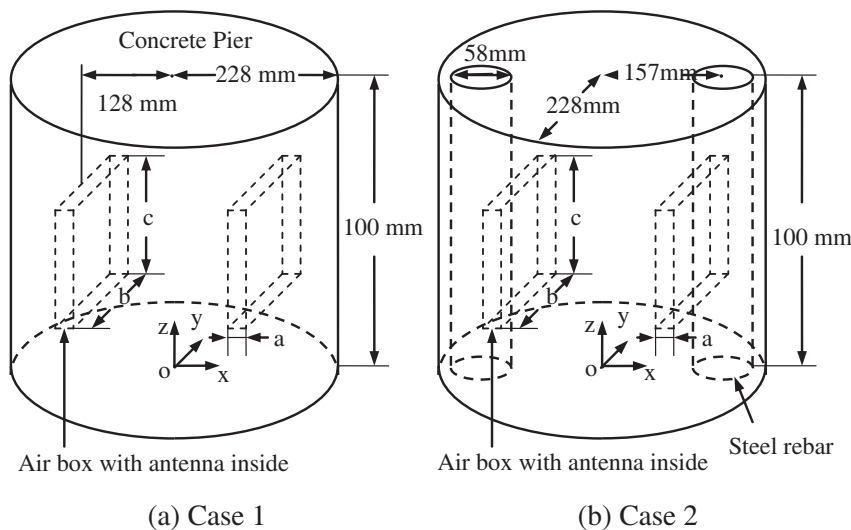 Concrete Pier
228 mm
128 mm
c
100 mm
b
z
y
a
o
x
Air box with antenna inside
(a) Case 1
58mm
157mm
228mm
c
100 mm
b
z
y
a
o
x
Steel rebar
Air box with antenna inside
(b) Case 2